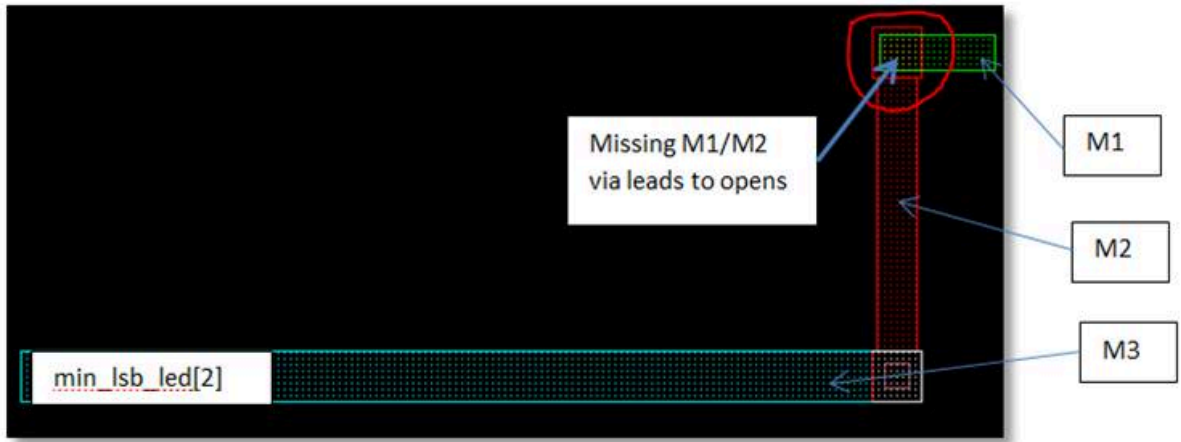 Missing M1/M2
via leads to opens
M1
M2
M3
min_lsb_led[2]